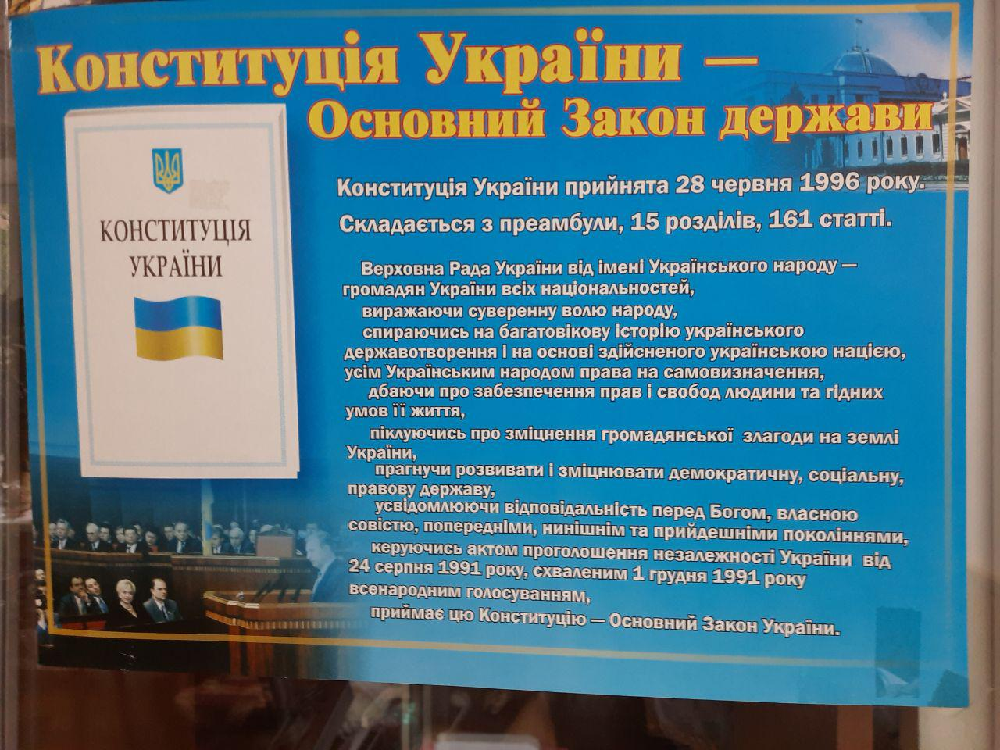 Конституція України —
Основний Закон держави
КОНСТИТУЦІЯ
УКРАЇНИ
Конституція України прийнята 28 червня 1996 року.
Складається з преамбули, 15 розділів, 161 статті.
Верховна Рада України від імені Українського народу —
громадян України всіх національностей,
виражаючи суверенну волю народу,
спираючись на багатовікову історію українського
державотворення і на основі здійсненого українською нацією,
усім Українським народом права на самовизначення,
дбаючи про забезпечення прав і свобод людини та гідних
умов її життя,
піклуючись про зміцнення громадянської злагоди на землі
України,
прагнучи розвивати і зміцнювати демократичну, соціальну,
правову державу,
усвідомлюючи відповідальність перед Богом, власною
совістю, попередніми, нинішнім та прийдешніми поколіннями,
керуючись актом проголошення незалежності України від
24 серпня 1991 року, схваленим 1 грудня 1991 року
всенародним голосуванням,
приймає цю Конституцію — Основний Закон України.